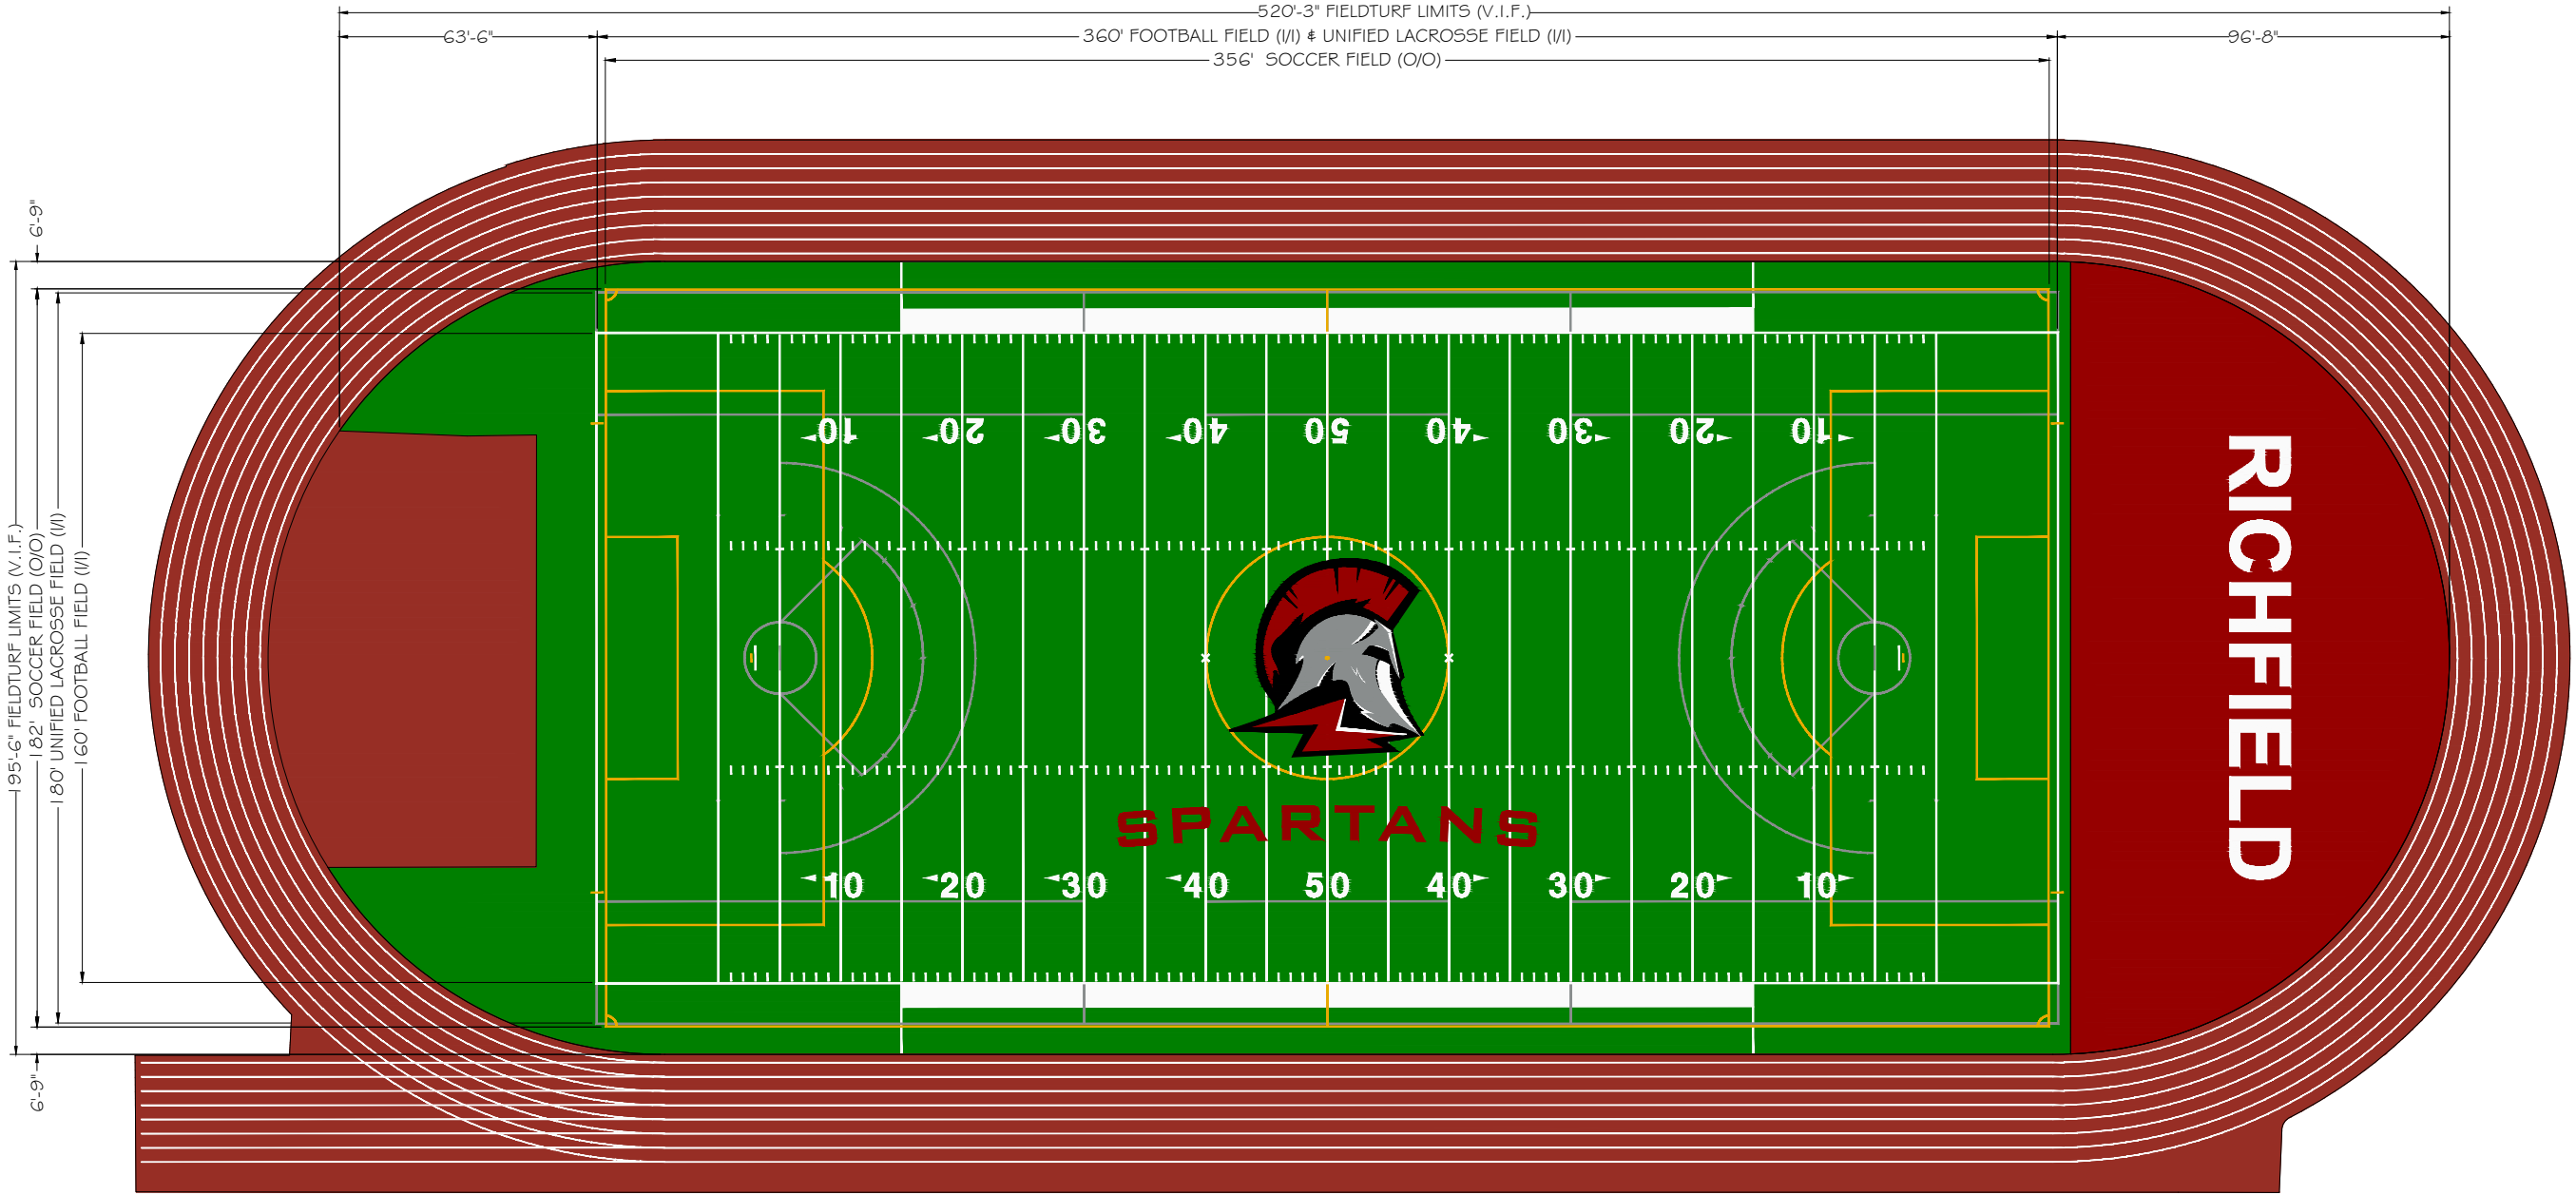 520'-3" FIELDTURF LIMITS (V.I.F.)
63'-6"
360' FOOTBALL FIELD (I/I) & UNIFIED LACROSSE FIELD (I/I)
96'-8"
356' SOCCER FIELD (O/O)
6'-9"
195'-6" FIELDTURF LIMITS (V.I.F.)
182' SOCCER FIELD (O/O)
180' UNIFIED LACROSSE FIELD (I/I)
160' FOOTBALL FIELD (I/I)
6'-9"
10 20 30 40 50 40 30 20 10
SPARTANS
10 20 30 40 50 40 30 20 10
RICHFIELD